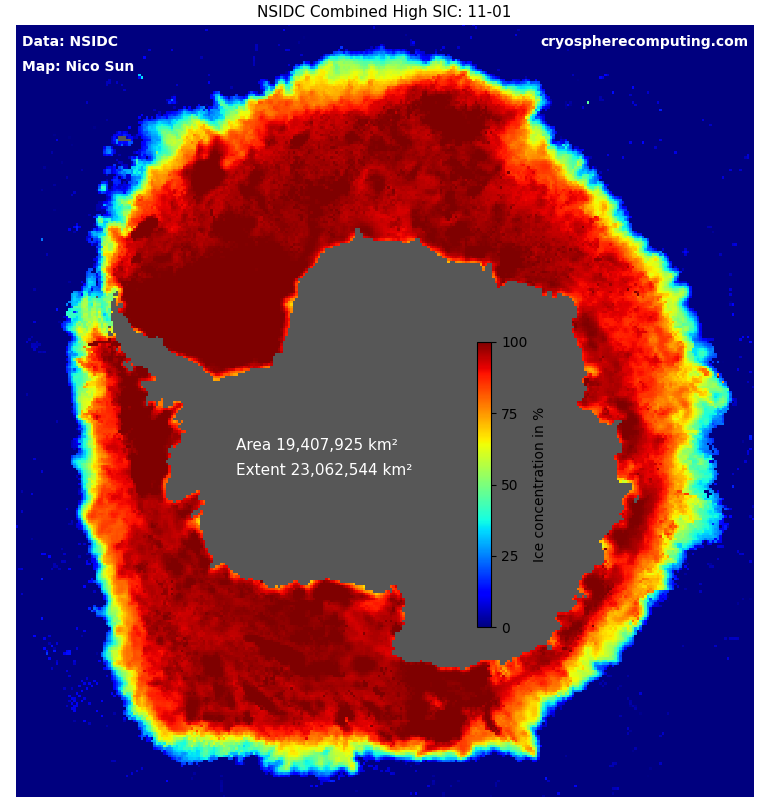 NSIDC Combined High SIC: 11-01
Data: NSIDC
cryospherecomputing.com
Map: Nico Sun
100
75
50
25
0
Ice concentration in %
Area 19,407,925 km²
Extent 23,062,544 km²